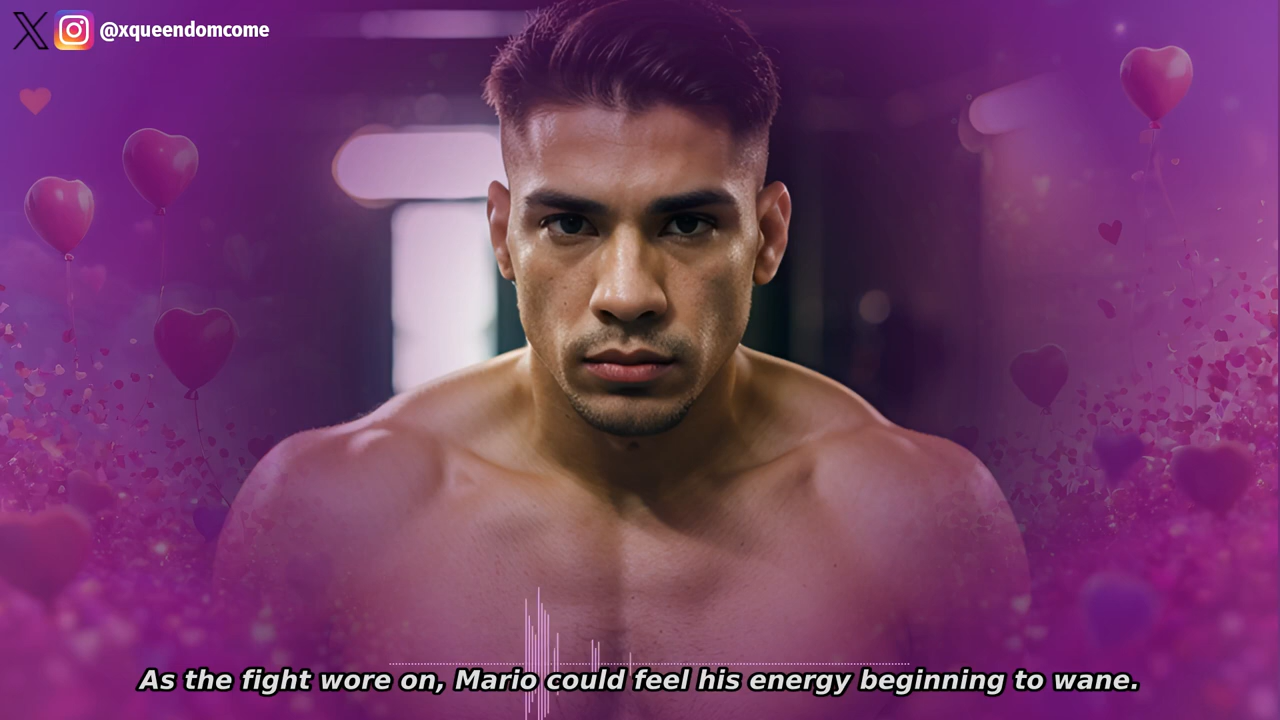 @xqueendomcome
As the fight wore on, Mario could feel his energy beginning to wane.